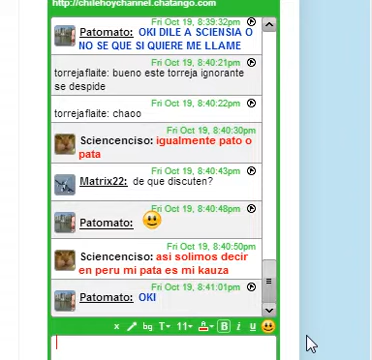 http://chilehoychannel.chatango.com
Fri Oct 19, 8:39:32pm
Patomato: OKI DILE A SCIENSIA O
NO SE QUE SI QUIERE ME LLAME
Fri Oct 19, 8:40:21pm
torrejaflaite: bueno este torreja ignorante
se despide
Fri Oct 19, 8:40:22pm
torrejaflaite: chaoo
Fri Oct 19, 8:40:30pm
Sciencenciso: igualmente pato o
pata
Fri Oct 19, 8:40:43pm
Matrix22: de que discuten?
Fri Oct 19, 8:40:48pm
Patomato:
Fri Oct 19, 8:40:50pm
Sciencenciso: asi solimos decir
en peru mi pata es mi kauza
Fri Oct 19, 8:41:01pm
Patomato: OKI
x bg T 11 A B i u